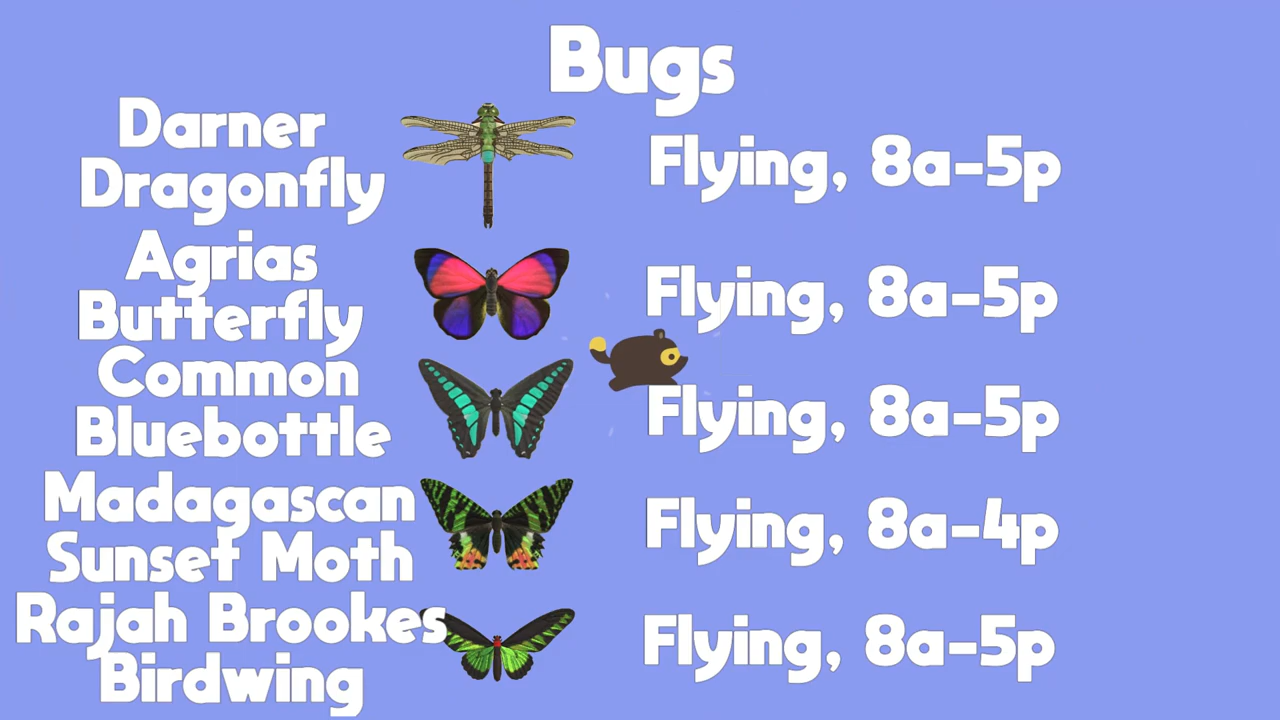 Bugs
Darner
Dragonfly
Flying, 8a-5p
Agrias
Butterfly
Flying, 8a-5p
Common
Bluebottle
Flying, 8a-5p
Madagascan
Sunset Moth
Flying, 8a-4p
Rajah Brookes
Birdwing
Flying, 8a-5p